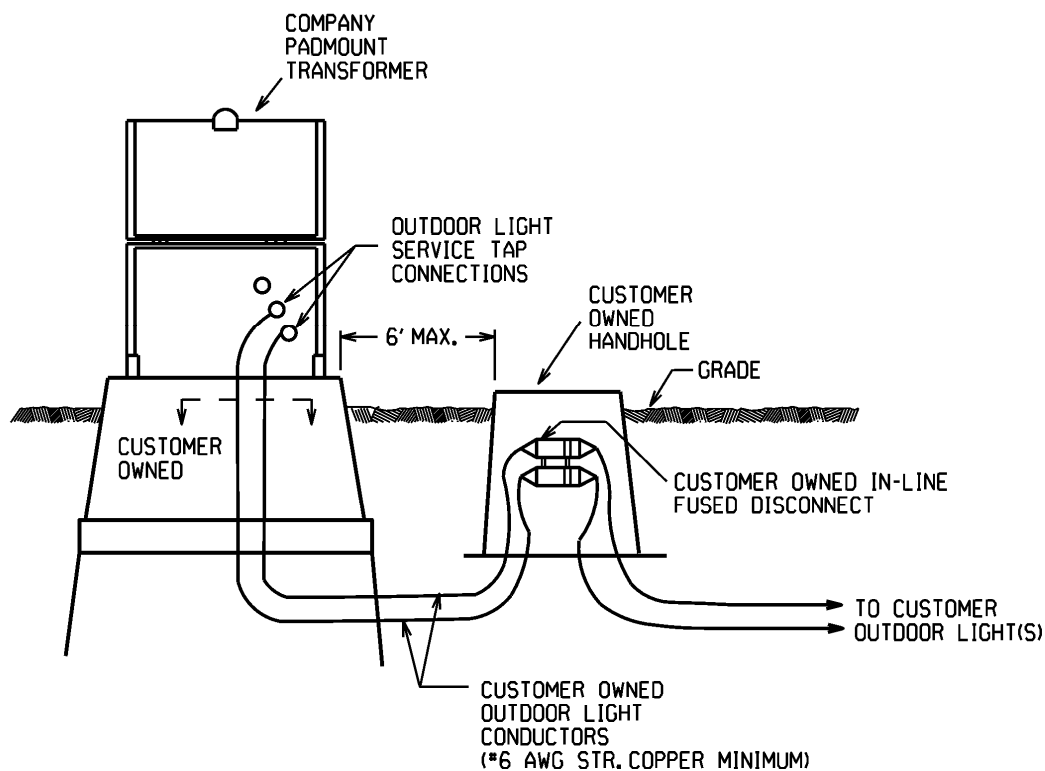 COMPANY
PADMOUNT
TRANSFORMER
OUTDOOR LIGHT
SERVICE TAP
CONNECTIONS
6' MAX.
CUSTOMER
OWNED
HANDHOLE
GRADE
CUSTOMER
OWNED
CUSTOMER OWNED IN-LINE
FUSED DISCONNECT
TO CUSTOMER
OUTDOOR LIGHT(S)
CUSTOMER OWNED
OUTDOOR LIGHT
CONDUCTORS
(#6 AWG STR. COPPER MINIMUM)